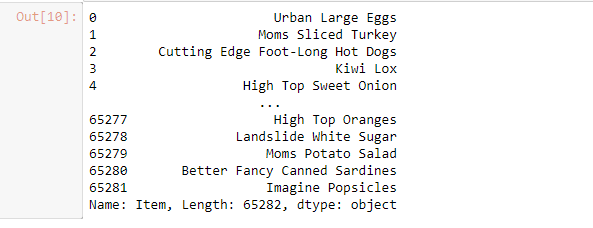 Out[10]: 0 Urban Large Eggs
1 Moms Sliced Turkey
2 Cutting Edge Foot-Long Hot Dogs
3 Kiwi Lox
4 High Top Sweet Onion
...
65277 High Top Oranges
65278 Landslide White Sugar
65279 Moms Potato Salad
65280 Better Fancy Canned Sardines
65281 Imagine Popsicles
Name: Item, Length: 65282, dtype: object